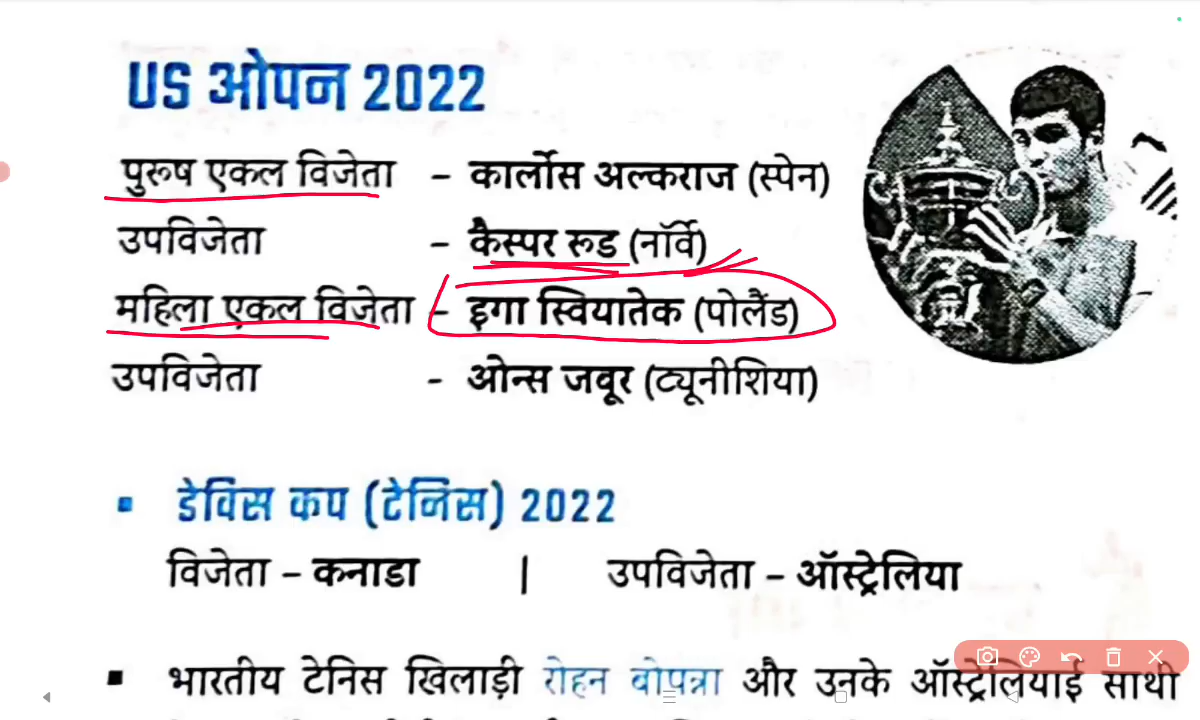 US ओपन 2022
पुरुष एकल विजेता - कार्लोस अल्कराज (स्पेन)
उपविजेता - कैस्पर रूड (नॉर्वे)
महिला एकल विजेता - इगा स्वियातेक (पोलैंड)
उपविजेता - ओन्स जवूर (ट्यूनीशिया)
▪ डेविस कप (टेनिस) 2022
विजेता - कनाडा | उपविजेता - ऑस्ट्रेलिया
▪ भारतीय टेनिस खिलाड़ी रोहन बोपन्ना और उनके ऑस्ट्रेलियाई साथी